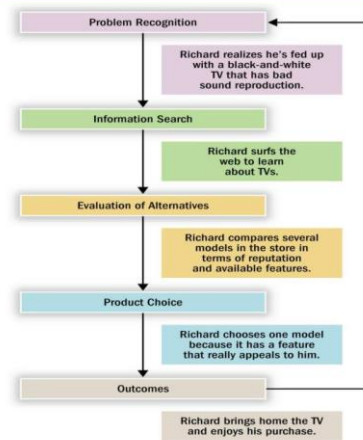 Problem Recognition
Richard realizes he's fed up
with a black-and-white
TV that has bad
sound reproduction.
Information Search
Richard surfs the
web to learn
about TVs.
Evaluation of Alternatives
Richard compares several
models in the store in
terms of reputation
and available features.
Product Choice
Richard chooses one model
because it has a feature
that really appeals to him.
Outcomes
Richard brings home the TV
and enjoys his purchase.